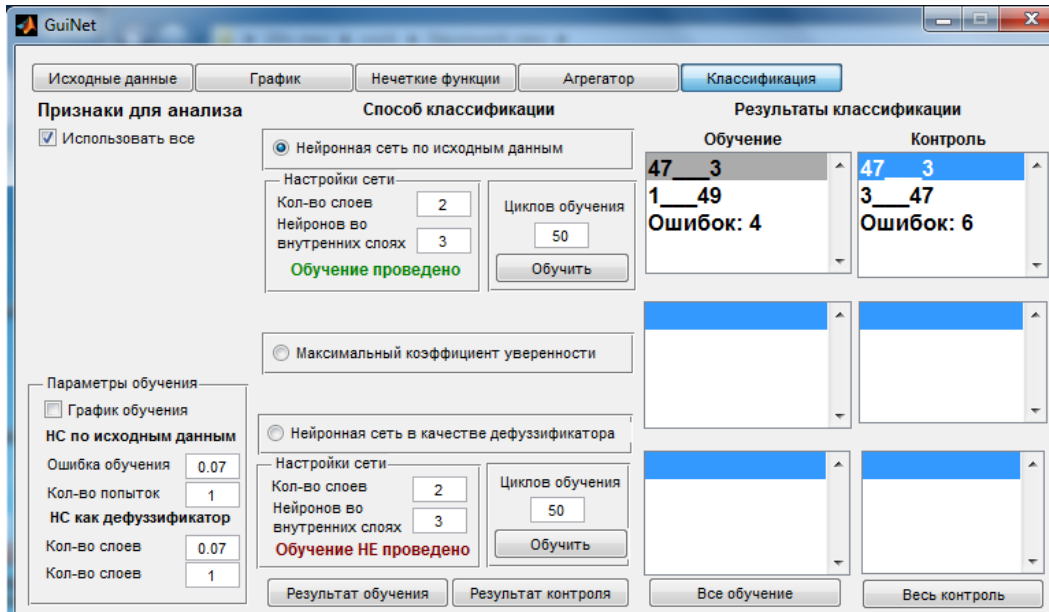 GuiNet
Исходные данные
График
Нечеткие функции
Агрегатор
Классификация
Признаки для анализа
Использовать все
Способ классификации
Нейронная сеть по исходным данным
Настройки сети
Кол-во слоев 2
Нейронов во
внутренних слоях 3
Обучение проведено
Циклов обучения
50
Обучить
Максимальный коэффициент уверенности
Нейронная сеть в качестве дефуззификатора
Настройки сети
Кол-во слоев 2
Нейронов во
внутренних слоях 3
Обучение НЕ проведено
Циклов обучения
50
Обучить
Результат обучения
Результат контроля
Параметры обучения
График обучения
НС по исходным данным
Ошибка обучения 0.07
Кол-во попыток 1
НС как дефуззификатор
Кол-во слоев 0.07
Кол-во слоев 1
Результаты классификации
Обучение
47___3
1___49
Ошибок: 4
Контроль
47___3
3___47
Ошибок: 6
Все обучение
Весь контроль